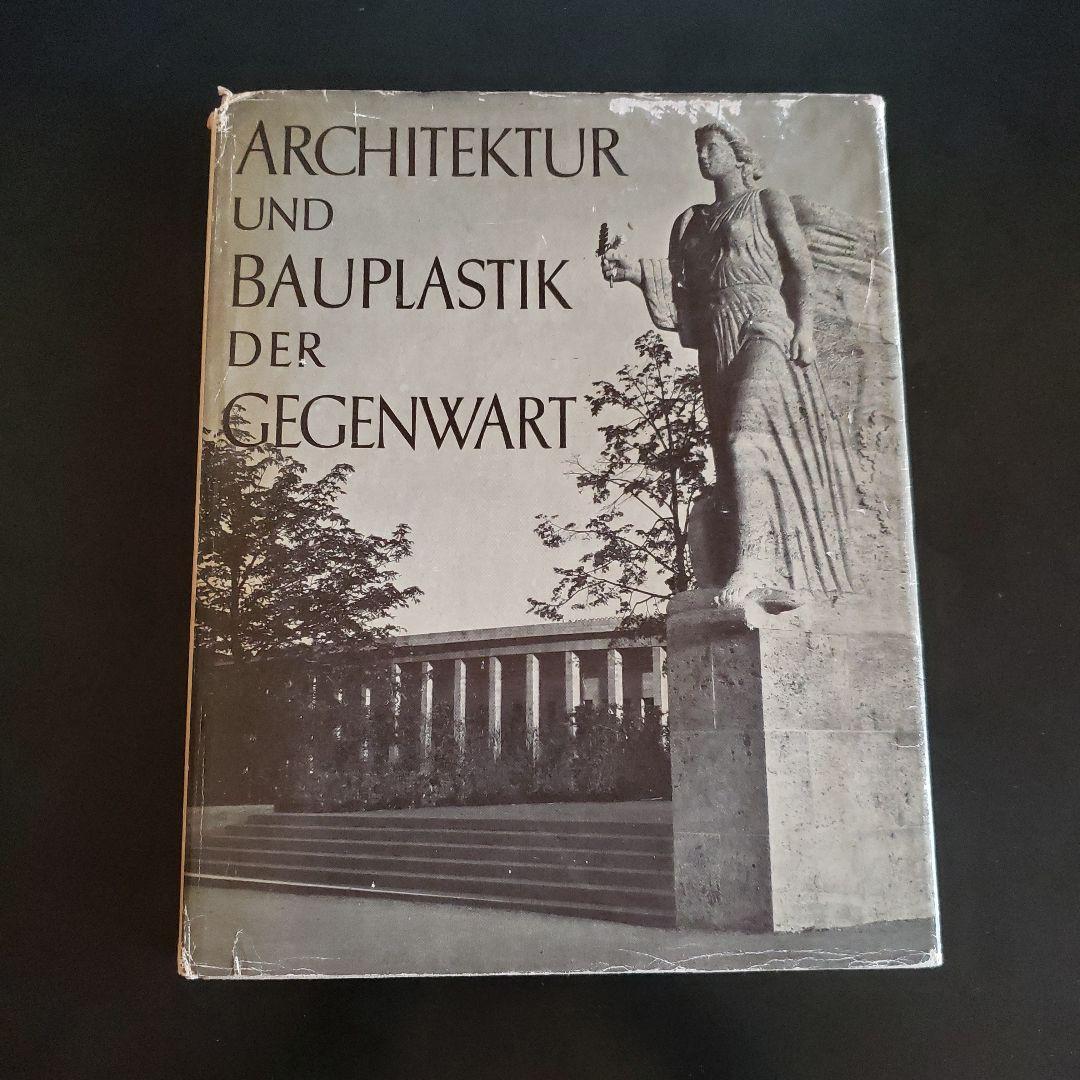 ARCHITEKTUR
UND
BAUPLASTIK
DER
GEGENWART